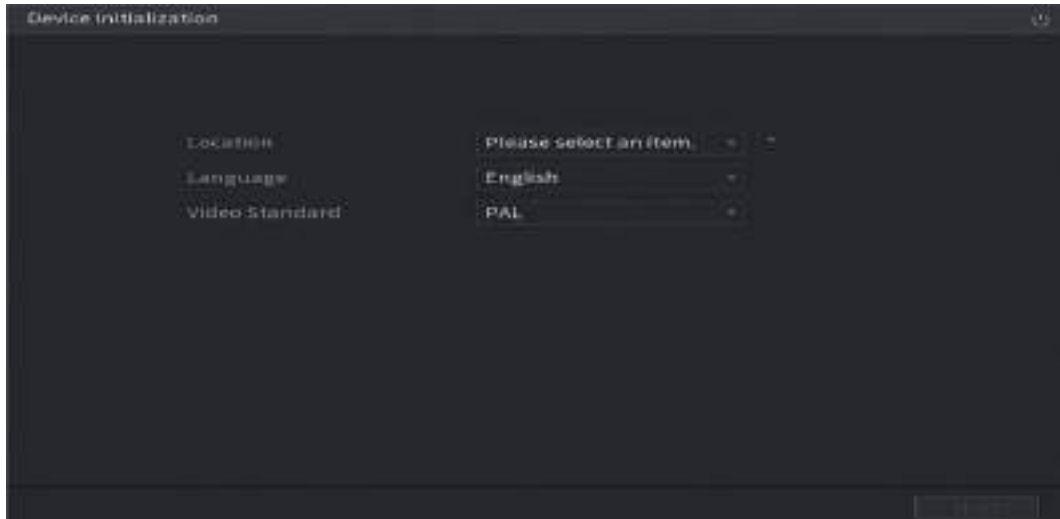 Device Initialization
Location Please select an item. *
Language English
Video Standard PAL